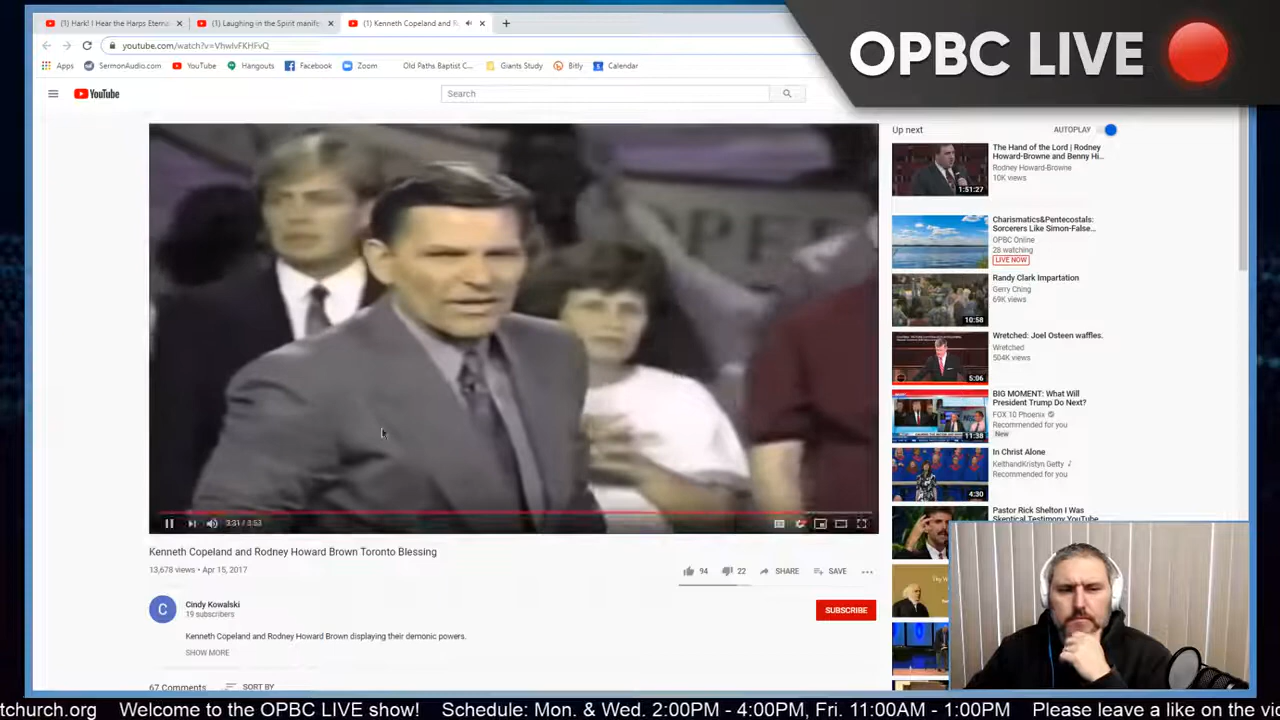 (1) Hark! I Hear the Harps Eterna
(1) Laughing in the Spirit manife
(1) Kenneth Copeland and R
OPBC LIVE
youtube.com/watch?v=VhwIvFKHFvQ
Apps
SermonAudio.com
YouTube
Hangouts
Facebook
Zoom
Old Paths Baptist C...
Giants Study
Bitly
Calendar
YouTube
Search
Up next
AUTOPLAY
The Hand of the Lord | Rodney
Howard-Browne and Benny Hi...
Rodney Howard-Browne
10K views
1:51:27
Charismatics&Pentecostals:
Sorcerers Like Simon-False...
OPBC Online
28 watching
LIVE NOW
Randy Clark Impartation
Gerry Ching
69K views
10:58
Wretched: Joel Osteen waffles.
Wretched
504K views
5:06
BIG MOMENT: What Will
President Trump Do Next?
FOX 10 Phoenix
Recommended for you
New
11:38
In Christ Alone
KeithandKristyn Getty
Recommended for you
4:30
Pastor Rick Shelton I Was
Skeptical Testimony YouTube
3:31 / 3:53
Kenneth Copeland and Rodney Howard Brown Toronto Blessing
13,678 views • Apr 15, 2017
94
22
SHARE
SAVE
C
Cindy Kowalski
19 subscribers
SUBSCRIBE
Kenneth Copeland and Rodney Howard Brown displaying their demonic powers.
SHOW MORE
67 Comments
SORT BY
tchurch.org Welcome to the OPBC LIVE show! Schedule: Mon. & Wed. 2:00PM - 4:00PM, Fri. 11:00AM - 1:00PM Please leave a like on the vi